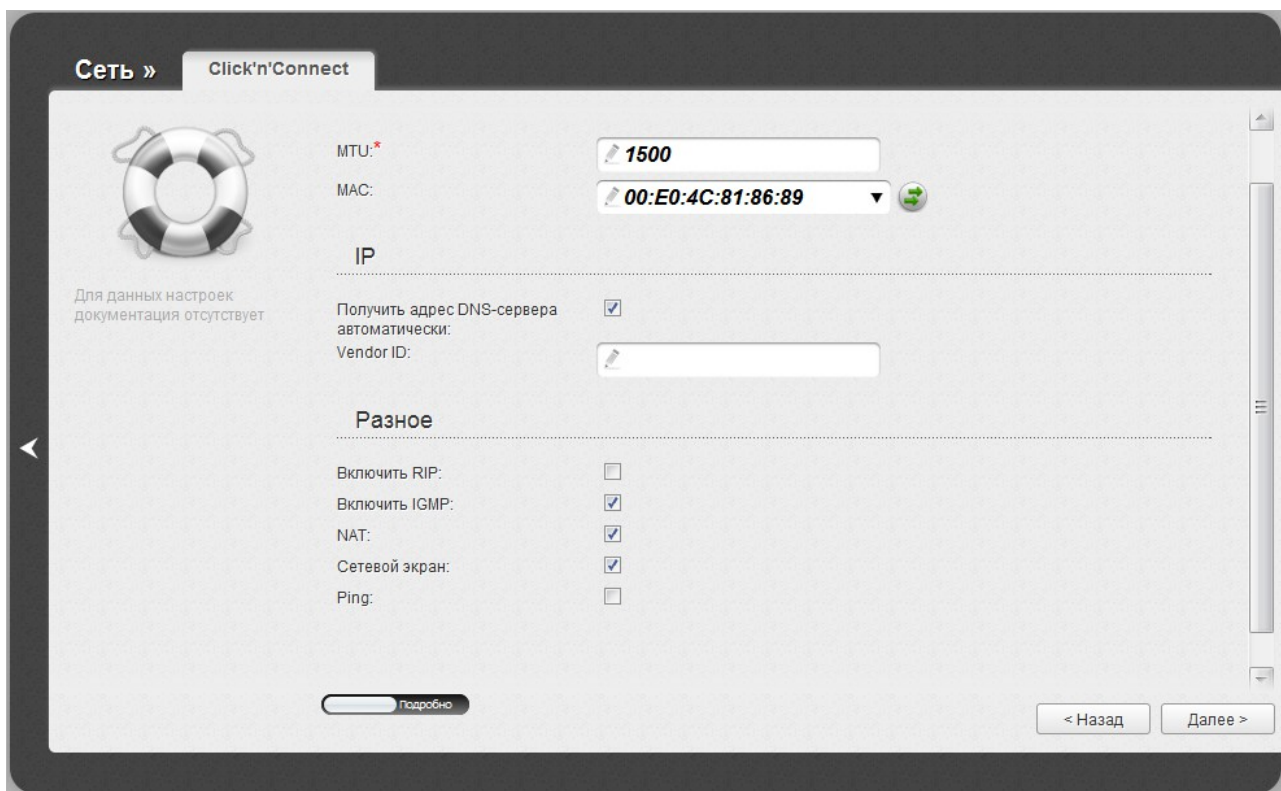 Сеть »
Click'n'Connect
Для данных настроек
документация отсутствует
MTU:*
1500
MAC:
00:E0:4C:81:86:89
IP
Получить адрес DNS-сервера
автоматически:
Vendor ID:
Разное
Включить RIP:
Включить IGMP:
NAT:
Сетевой экран:
Ping:
Подробно
< Назад
Далее >